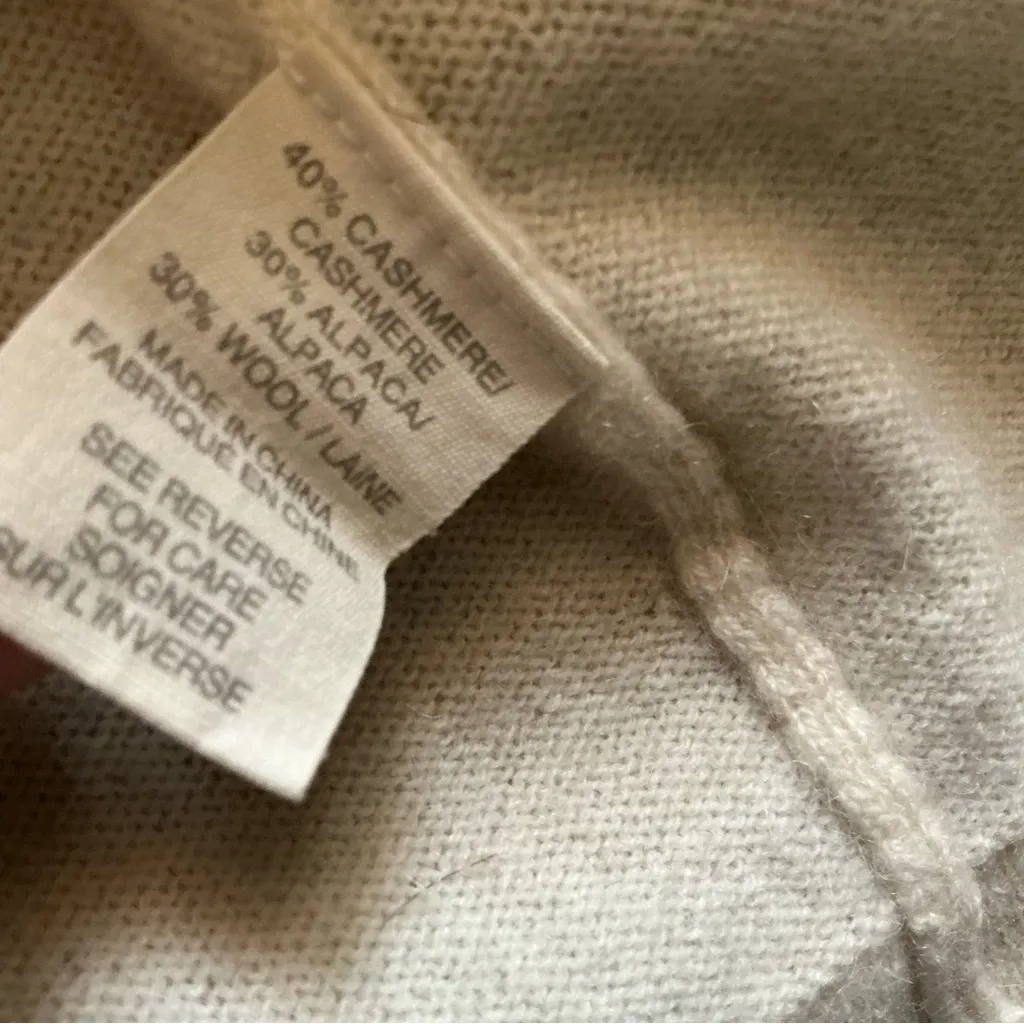 40% CASHMERE/
CASHMERE
30% ALPACA/
ALPACA
30% WOOL / LAINE
MADE IN CHINA
FABRIQUE EN CHINE
SEE REVERSE
FOR CARE
SOIGNER
SUR L'INVERSE